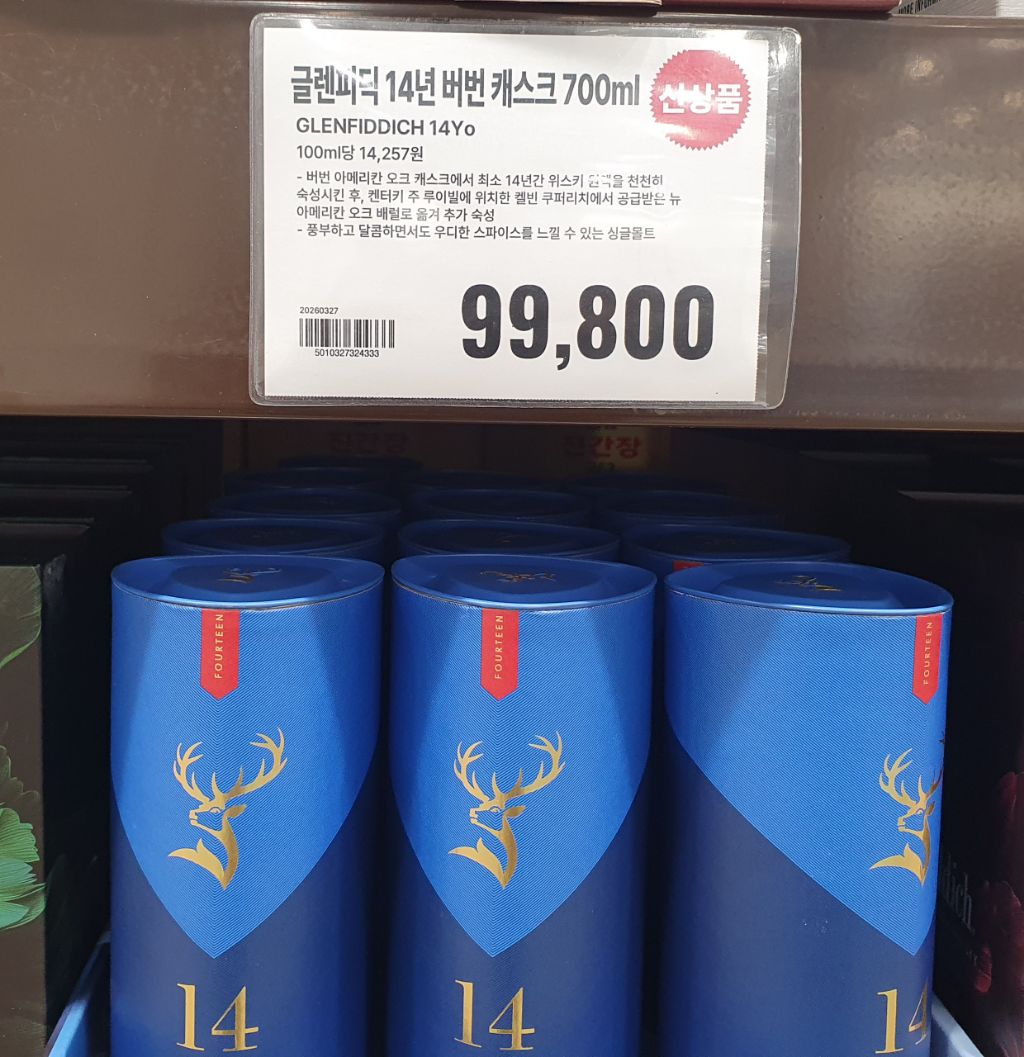 글렌피딕 14년 버번 캐스크 700ml
신상품
GLENFIDDICH 14Yo
100ml당 14,257원
- 버번 아메리칸 오크 캐스크에서 최소 14년간 위스키 원액을 천천히
숙성시킨 후, 켄터키 주 루이빌에 위치한 켈빈 쿠퍼리치에서 공급받은 뉴
아메리칸 오크 배럴로 옮겨 추가 숙성
- 풍부하고 달콤하면서도 우디한 스파이스를 느낄 수 있는 싱글몰트
20260327
5010327324333
99,800
진간장
진간장
FOURTEEN
FOURTEEN
FOURTEEN
14
14
14